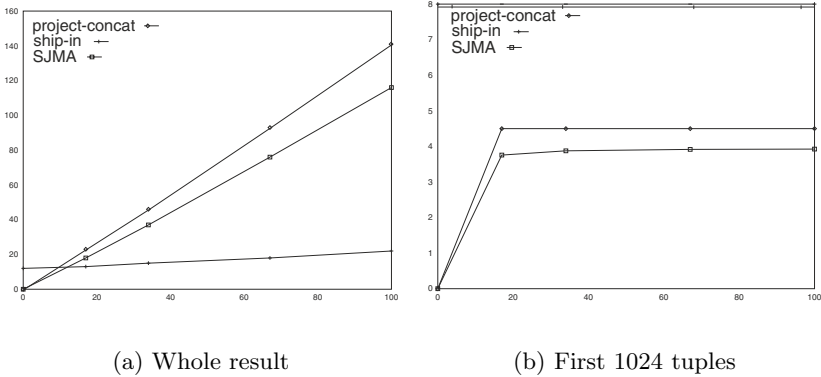 160
140
120
100
80
60
40
20
0
project-concat
ship-in
SJMA
0 20 40 60 80 100
8
7
6
5
4
3
2
1
0
project-concat
ship-in
SJMA
0 20 40 60 80 100
(a) Whole result
(b) First 1024 tuples